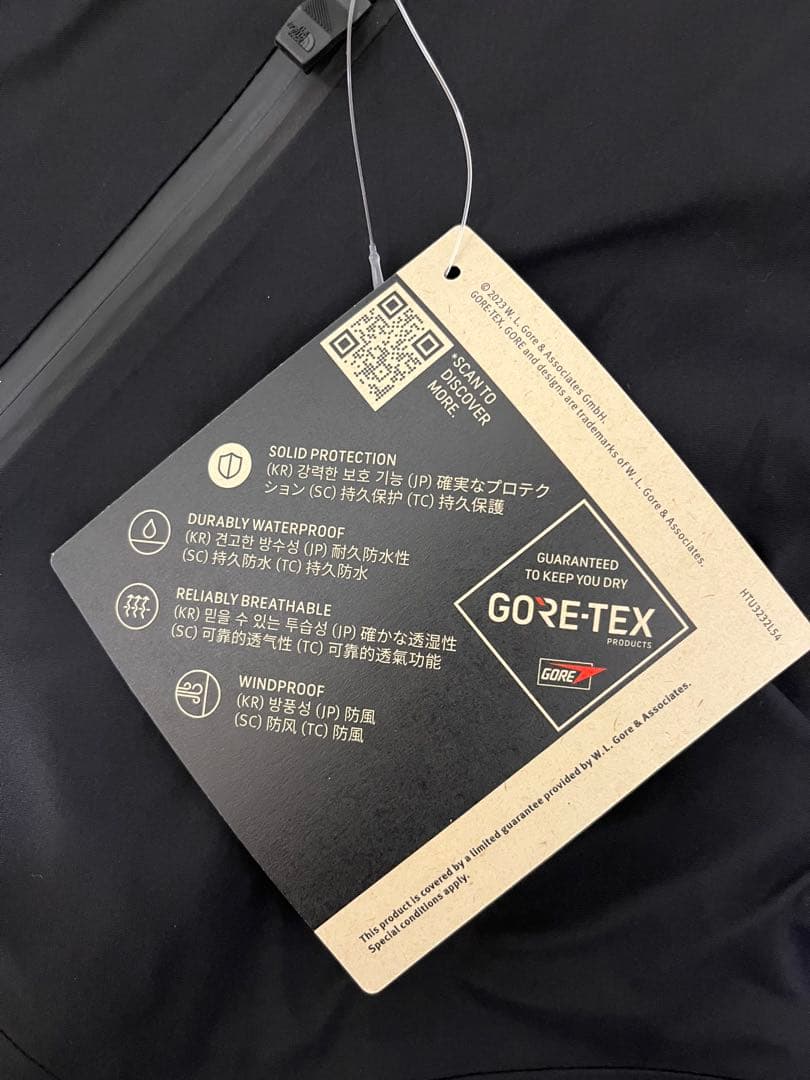 *SCAN TO
DISCOVER
MORE.
© 2023 W. L. Gore & Associates GmbH.
GORE-TEX, GORE and designs are trademarks of W. L. Gore & Associates.
SOLID PROTECTION
(KR) 강력한 보호 기능 (JP) 確実なプロテク
ション (SC) 持久保护 (TC) 持久保護
DURABLY WATERPROOF
(KR) 견고한 방수성 (JP) 耐久防水性
(SC) 持久防水 (TC) 持久防水
RELIABLY BREATHABLE
(KR) 믿을 수 있는 투습성 (JP) 確かな透湿性
(SC) 可靠的透气性 (TC) 可靠的透氣功能
WINDPROOF
(KR) 방풍성 (JP) 防風
(SC) 防风 (TC) 防風
GUARANTEED
TO KEEP YOU DRY
GORE-TEX
PRODUCTS
GORE
HTU3232LS4
This product is covered by a limited guarantee provided by W. L. Gore & Associates.
Special conditions apply.